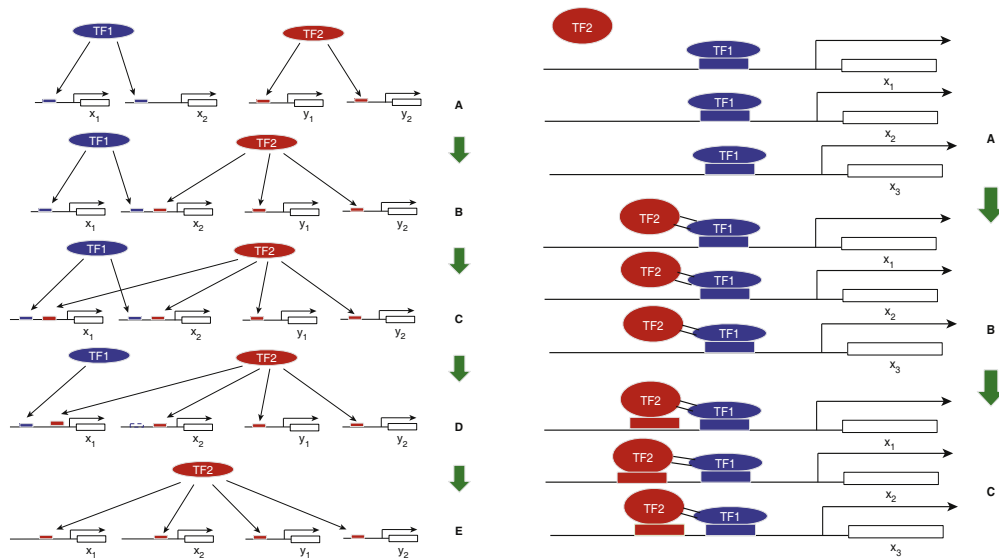 TF1 TF2
x1 x2 y1 y2 A
TF1 TF2
x1 x2 y1 y2 B
TF1 TF2
x1 x2 y1 y2 C
TF1 TF2
x1 x2 y1 y2 D
TF2
x1 x2 y1 y2 E
TF2
TF1
x1
TF1
x2
A
TF1
x3
TF2
TF1
x1
TF2
TF1
x2
TF2
TF1
B
x3
TF2
TF1
x1
TF2
TF1
x2
C
TF2
TF1
x3